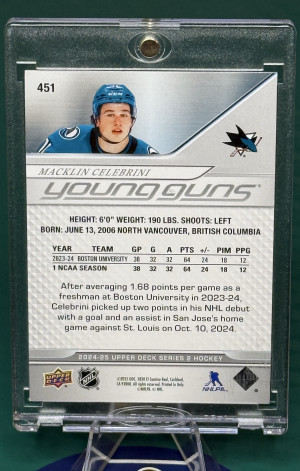 451
MACKLIN CELEBRINI
young guns
HEIGHT: 6'0" WEIGHT: 190 LBS. SHOOTS: LEFT
BORN: JUNE 13, 2006 NORTH VANCOUVER, BRITISH COLUMBIA
YEAR TEAM GP G A PTS +/- PIM PPG
2023-24 BOSTON UNIVERSITY 38 32 32 64 24 18 12
1 NCAA SEASON 38 32 32 64 24 18 12
After averaging 1.68 points per game as a
freshman at Boston University in 2023-24,
Celebrini picked up two points in his NHL debut
with a goal and an assist in San Jose's home
game against St. Louis on Oct. 10, 2024.
2024-25 UPPER DECK SERIES 2 HOCKEY
UPPER DECK
NHL
NHLPA